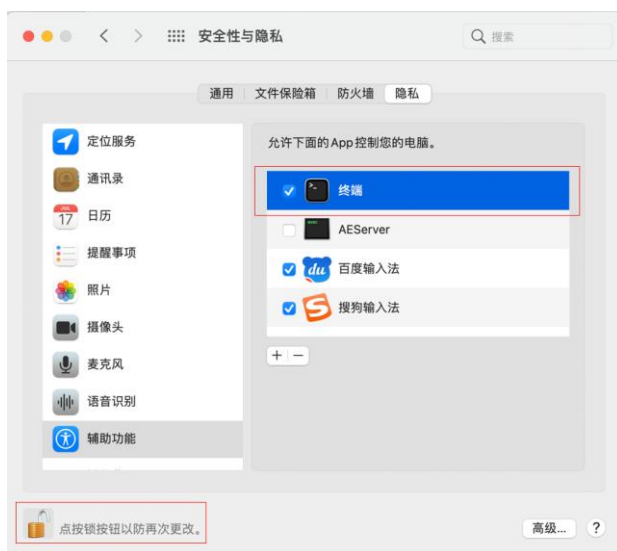 安全性与隐私
搜索
通用 文件保险箱 防火墙 隐私
定位服务
通讯录
JUL
17
日历
提醒事项
照片
摄像头
麦克风
语音识别
辅助功能
允许下面的App控制您的电脑。
终端
AEServer
百度输入法
du
搜狗输入法
点按锁按钮以防再次更改。
高级... ?